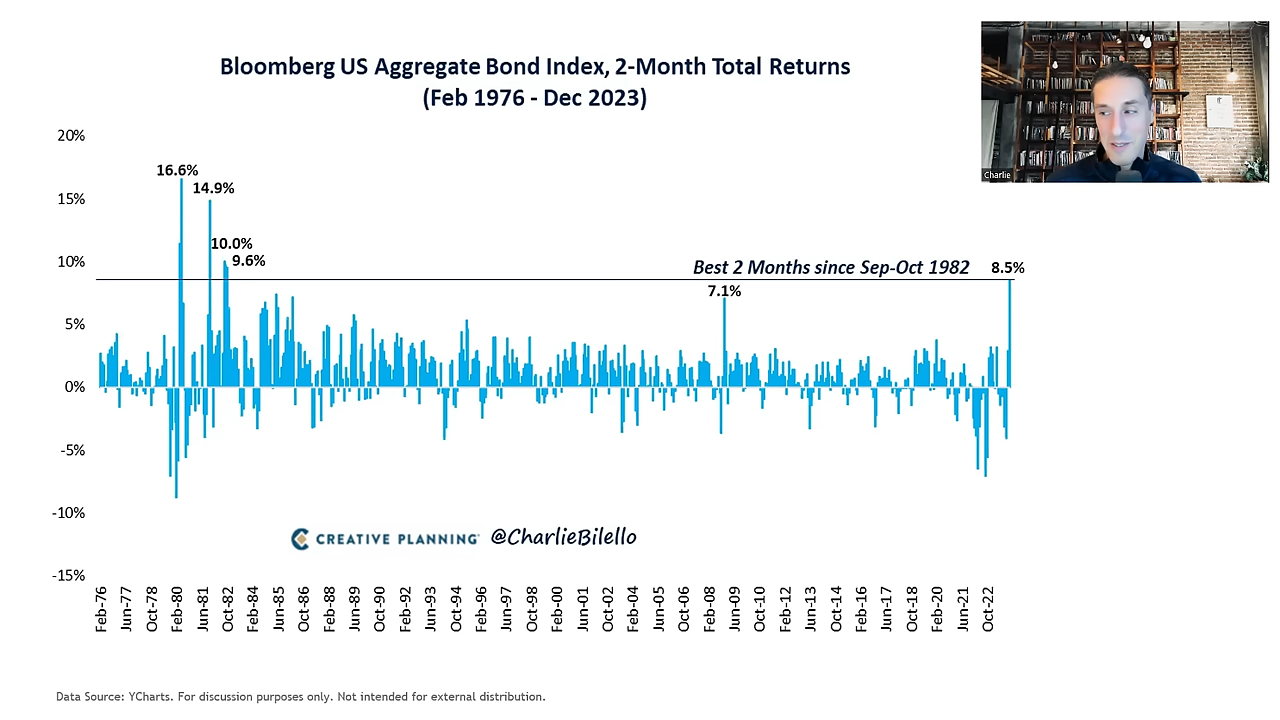 Bloomberg US Aggregate Bond Index, 2-Month Total Returns
(Feb 1976 - Dec 2023)
Charlie
20%
15%
10%
5%
0%
-5%
-10%
-15%
16.6%
14.9%
10.0%
9.6%
Best 2 Months since Sep-Oct 1982
8.5%
7.1%
CREATIVE PLANNING @CharlieBilello
Feb-76
Jun-77
Oct-78
Feb-80
Jun-81
Oct-82
Feb-84
Jun-85
Oct-86
Feb-88
Jun-89
Oct-90
Feb-92
Jun-93
Oct-94
Feb-96
Jun-97
Oct-98
Feb-00
Jun-01
Oct-02
Feb-04
Jun-05
Oct-06
Feb-08
Jun-09
Oct-10
Feb-12
Jun-13
Oct-14
Feb-16
Jun-17
Oct-18
Feb-20
Jun-21
Oct-22
Data Source: YCharts. For discussion purposes only. Not intended for external distribution.